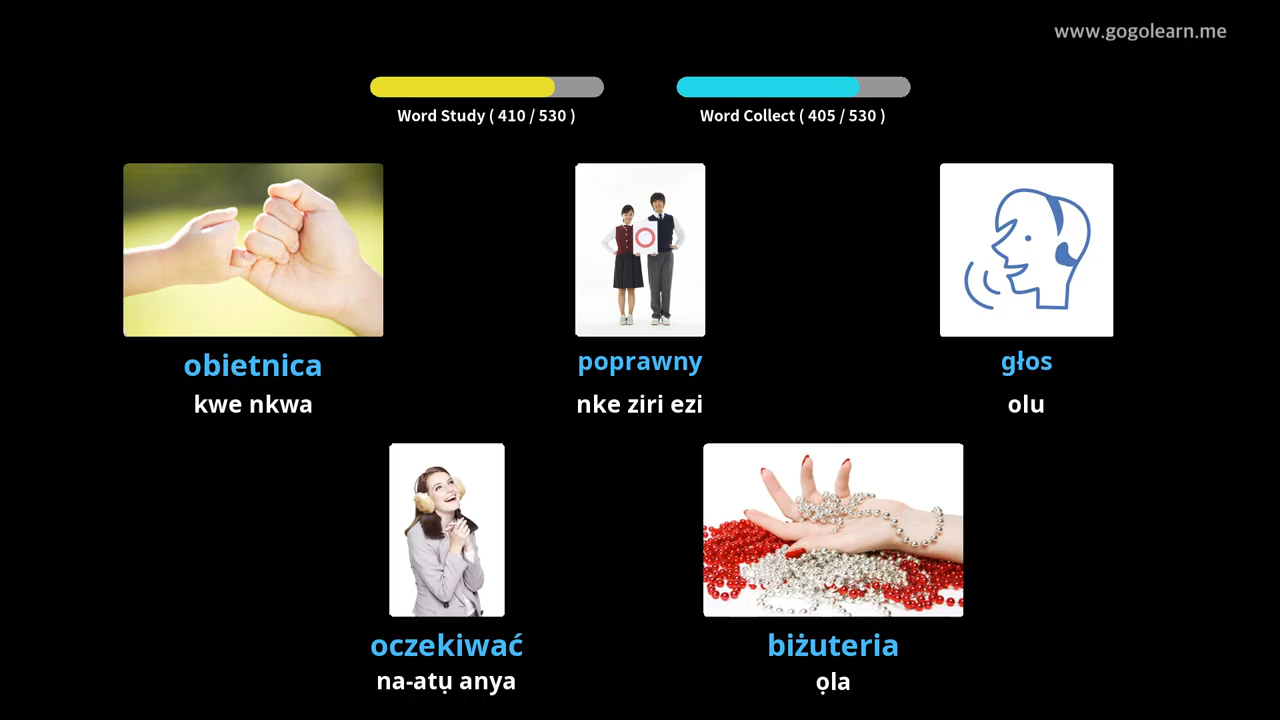 www.gogolearn.me
Word Study ( 410 / 530 )
Word Collect ( 405 / 530 )
obietnica
kwe nkwa
poprawny
nke ziri ezi
głos
olu
oczekiwać
na-atụ anya
biżuteria
ọla